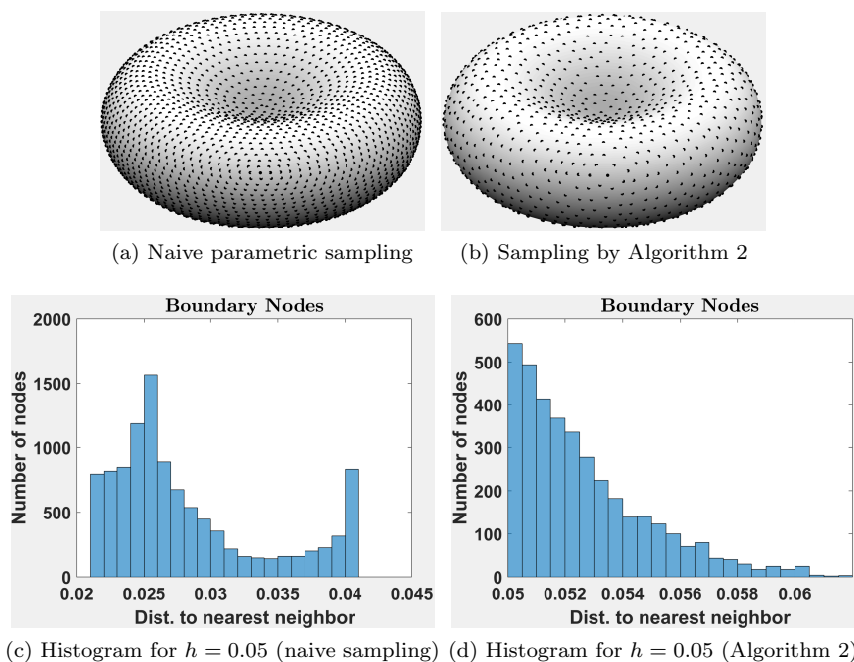 (a) Naive parametric sampling
(b) Sampling by Algorithm 2
Boundary Nodes
2000
1500
1000
500
0
Number of nodes
0.02 0.025 0.03 0.035 0.04 0.045
Dist. to nearest neighbor
(c) Histogram for h = 0.05 (naive sampling)
Boundary Nodes
600
500
400
300
200
100
0
Number of nodes
0.05 0.052 0.054 0.056 0.058 0.06
Dist. to nearest neighbor
(d) Histogram for h = 0.05 (Algorithm 2)